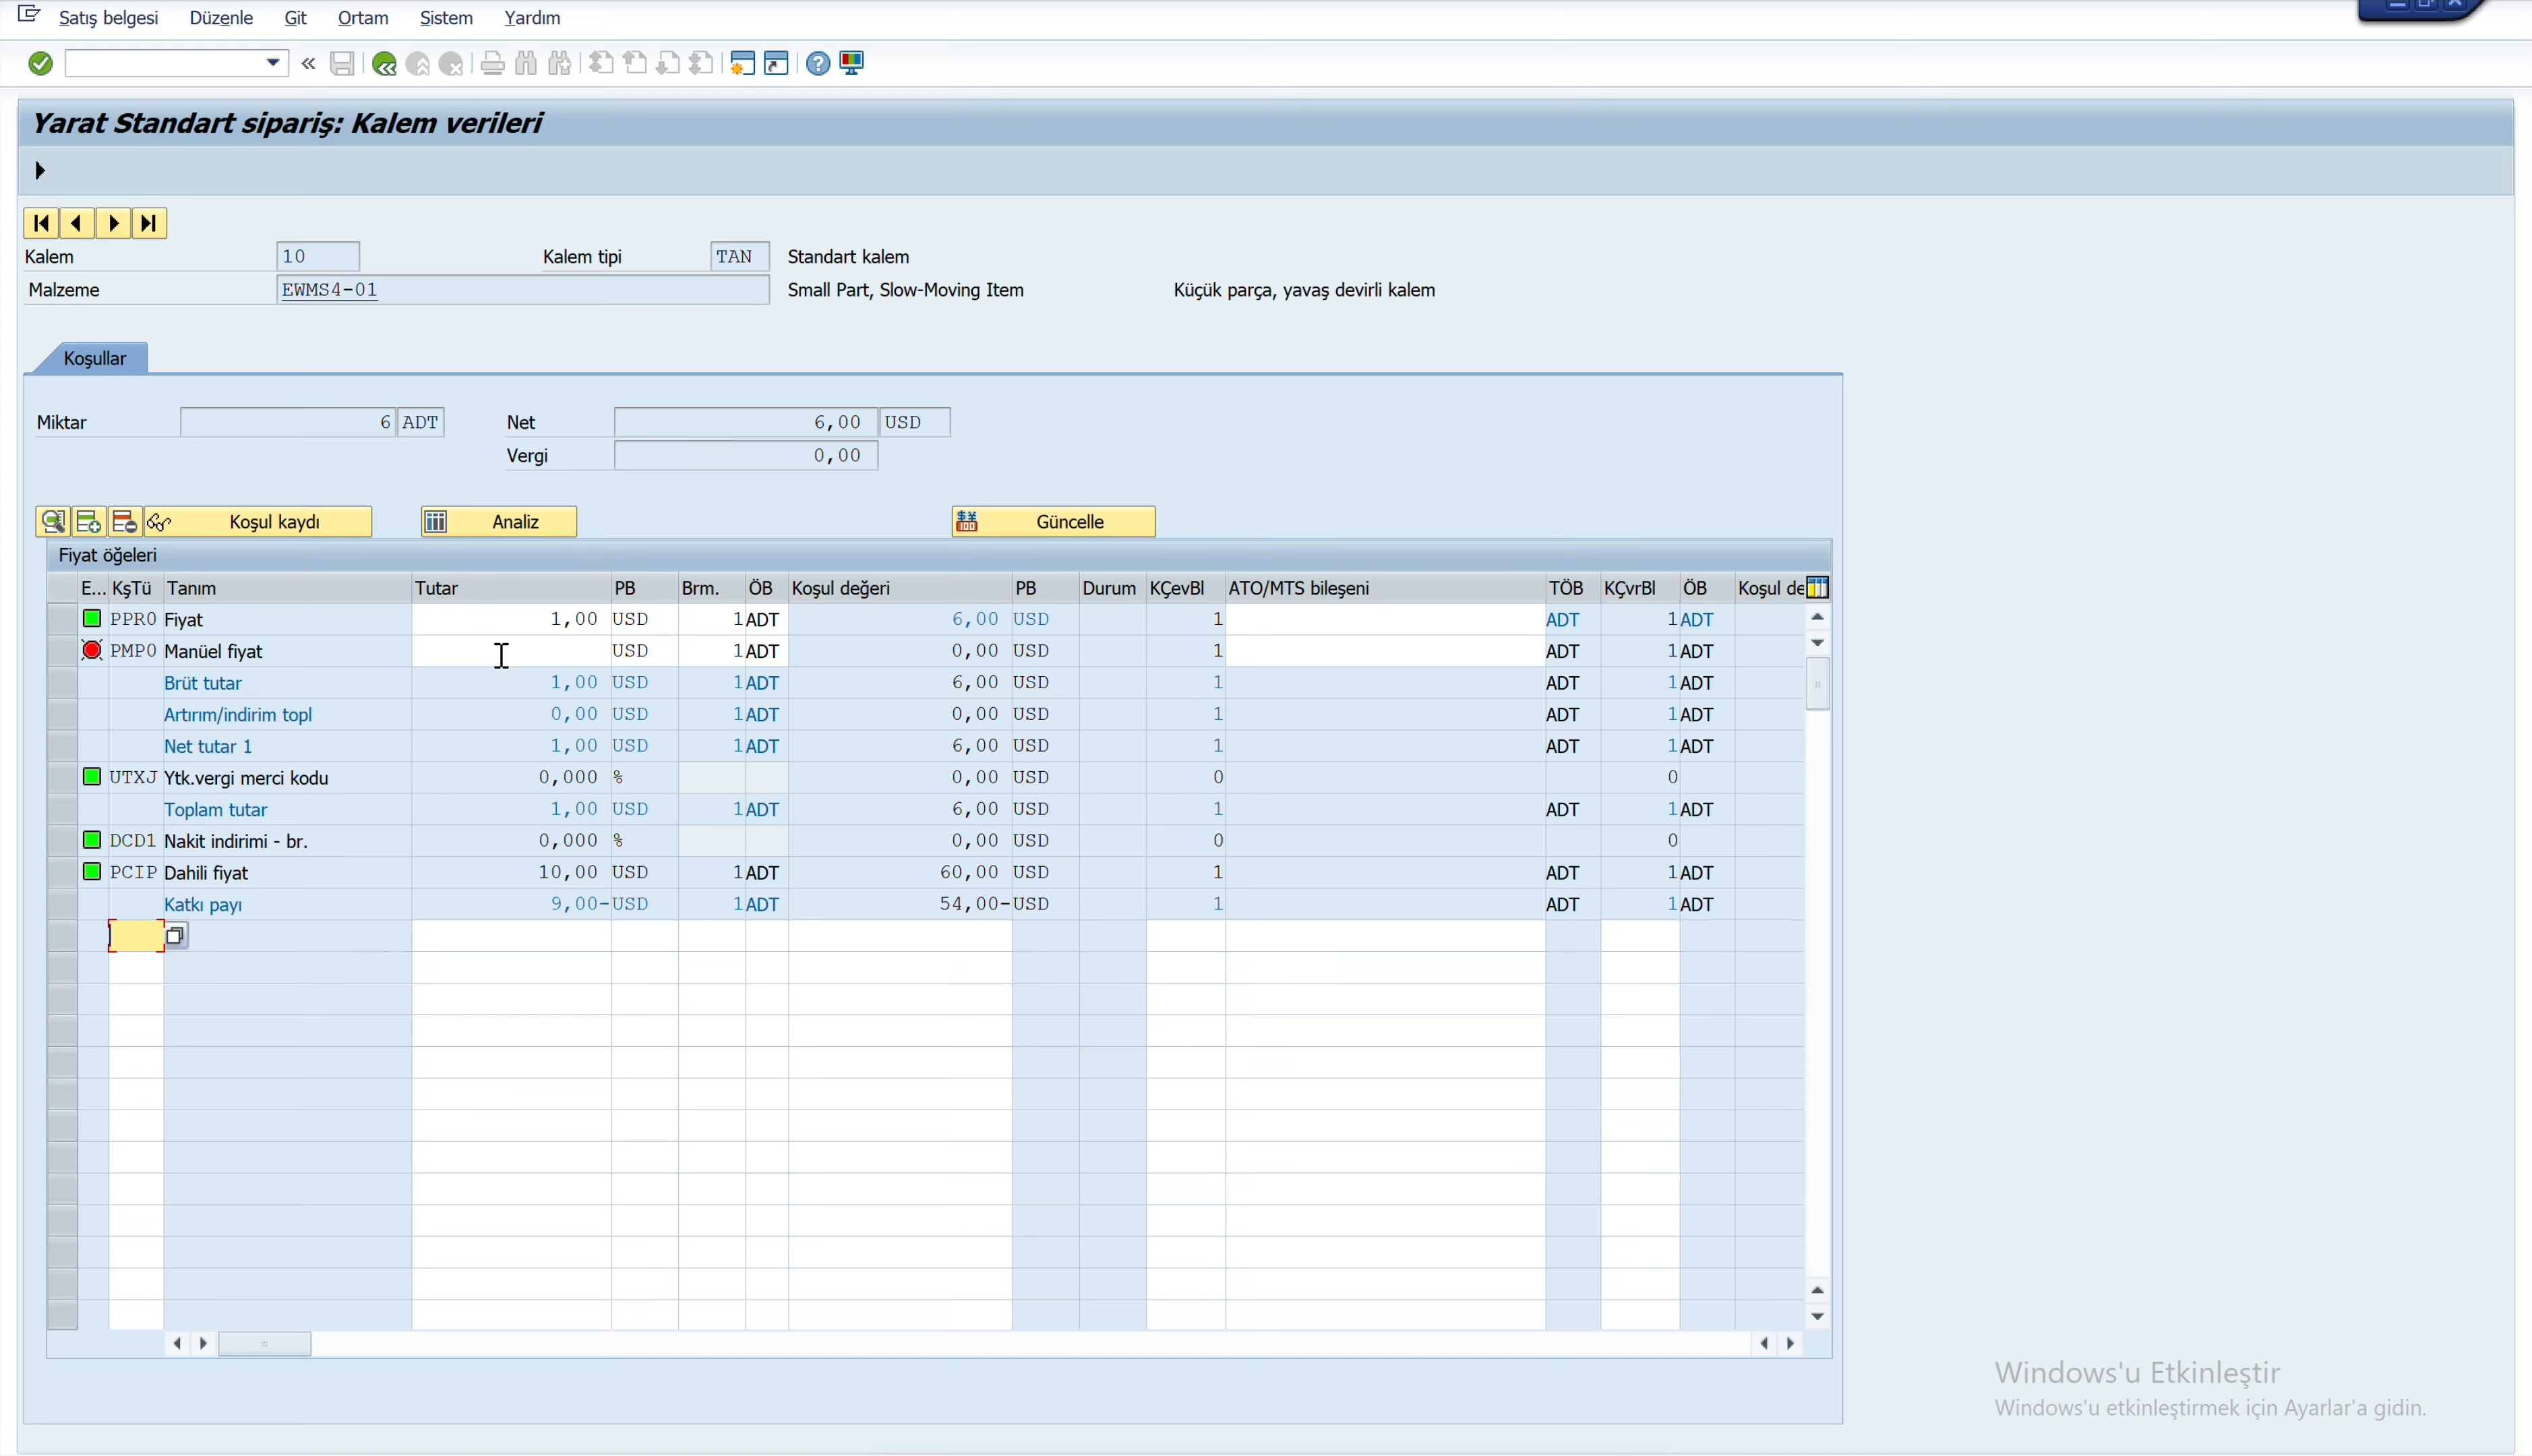 Satış belgesi Düzenle Git Ortam Sistem Yardım
Yarat Standart sipariş: Kalem verileri
Kalem 10 Kalem tipi TAN Standart kalem
Malzeme EWMS4-01 Small Part, Slow-Moving Item Küçük parça, yavaş devirli kalem
Koşullar
Miktar 6 ADT Net 6,00 USD
Vergi 0,00
Koşul kaydı Analiz Güncelle
Fiyat öğeleri
E... KşTü Tanım Tutar PB Brm. ÖB Koşul değeri PB Durum KÇevBl ATO/MTS bileşeni TÖB KÇvrBl ÖB Koşul de
PPR0 Fiyat 1,00 USD 1 ADT 6,00 USD 1 ADT 1 ADT
PMP0 Manüel fiyat USD 1 ADT 0,00 USD 1 ADT 1 ADT
Brüt tutar 1,00 USD 1 ADT 6,00 USD 1 ADT 1 ADT
Artırım/indirim topl 0,00 USD 1 ADT 0,00 USD 1 ADT 1 ADT
Net tutar 1 1,00 USD 1 ADT 6,00 USD 1 ADT 1 ADT
UTXJ Ytk.vergi merci kodu 0,000 % 0,00 USD 0 0
Toplam tutar 1,00 USD 1 ADT 6,00 USD 1 ADT 1 ADT
DCD1 Nakit indirimi - br. 0,000 % 0,00 USD 0 0
PCIP Dahili fiyat 10,00 USD 1 ADT 60,00 USD 1 ADT 1 ADT
Katkı payı 9,00- USD 1 ADT 54,00- USD 1 ADT 1 ADT
Windows'u Etkinleştir
Windows'u etkinleştirmek için Ayarlar'a gidin.